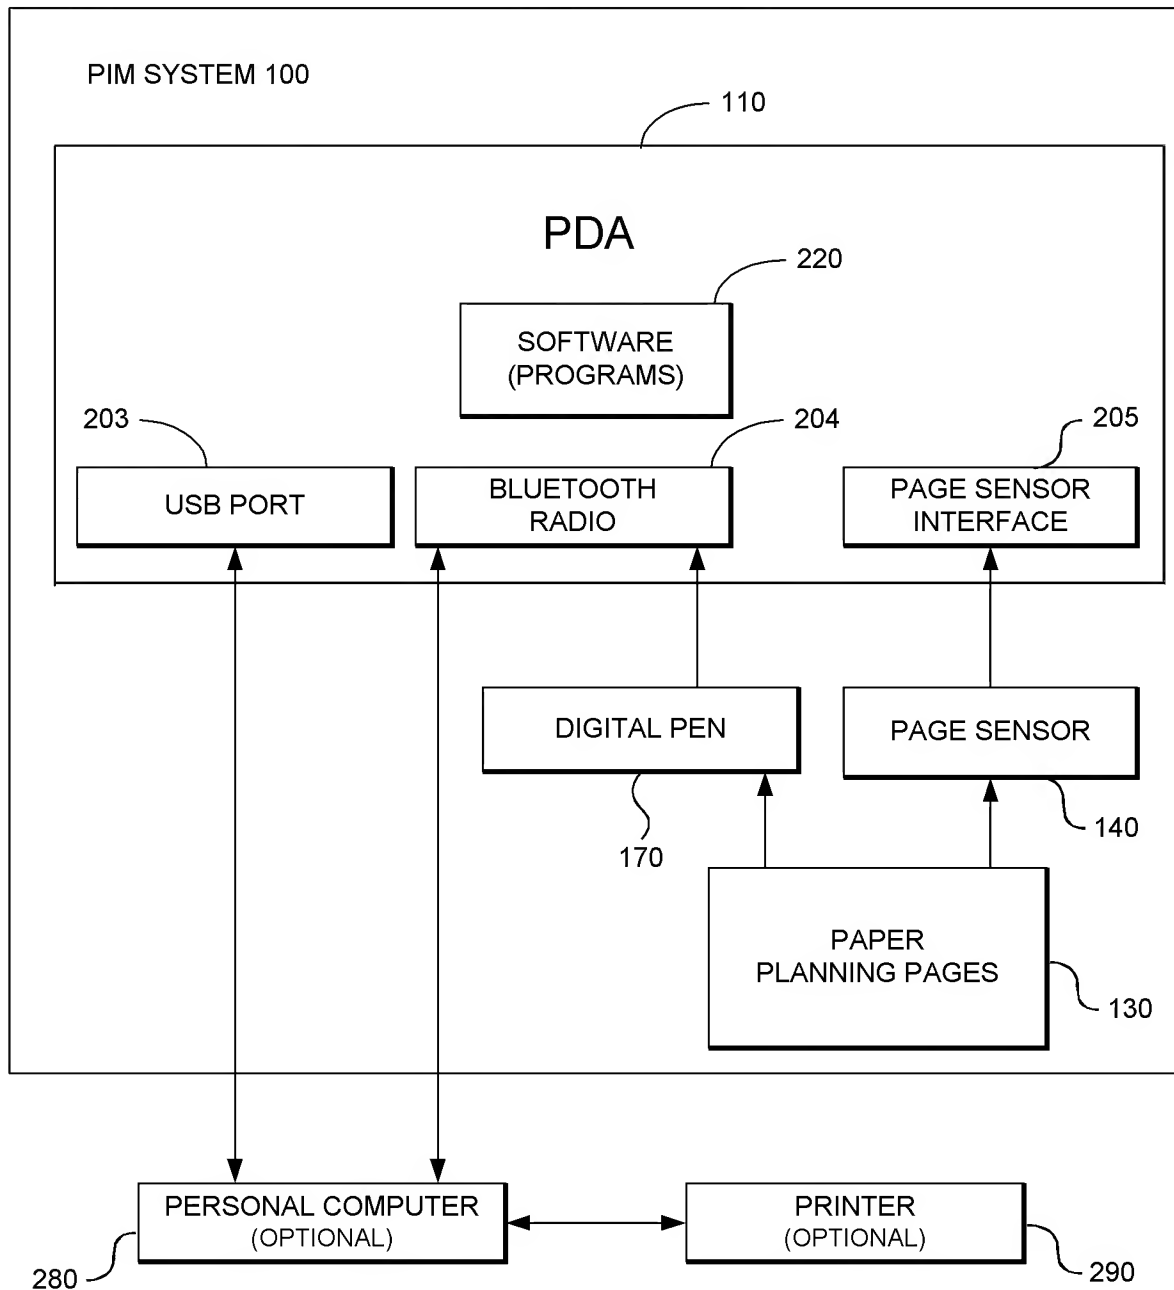 PIM SYSTEM 100
110
PDA
220
SOFTWARE
(PROGRAMS)
203
204
205
USB PORT
BLUETOOTH
RADIO
PAGE SENSOR
INTERFACE
DIGITAL PEN
PAGE SENSOR
170
140
PAPER
PLANNING PAGES
130
PERSONAL COMPUTER
(OPTIONAL)
PRINTER
(OPTIONAL)
280
290